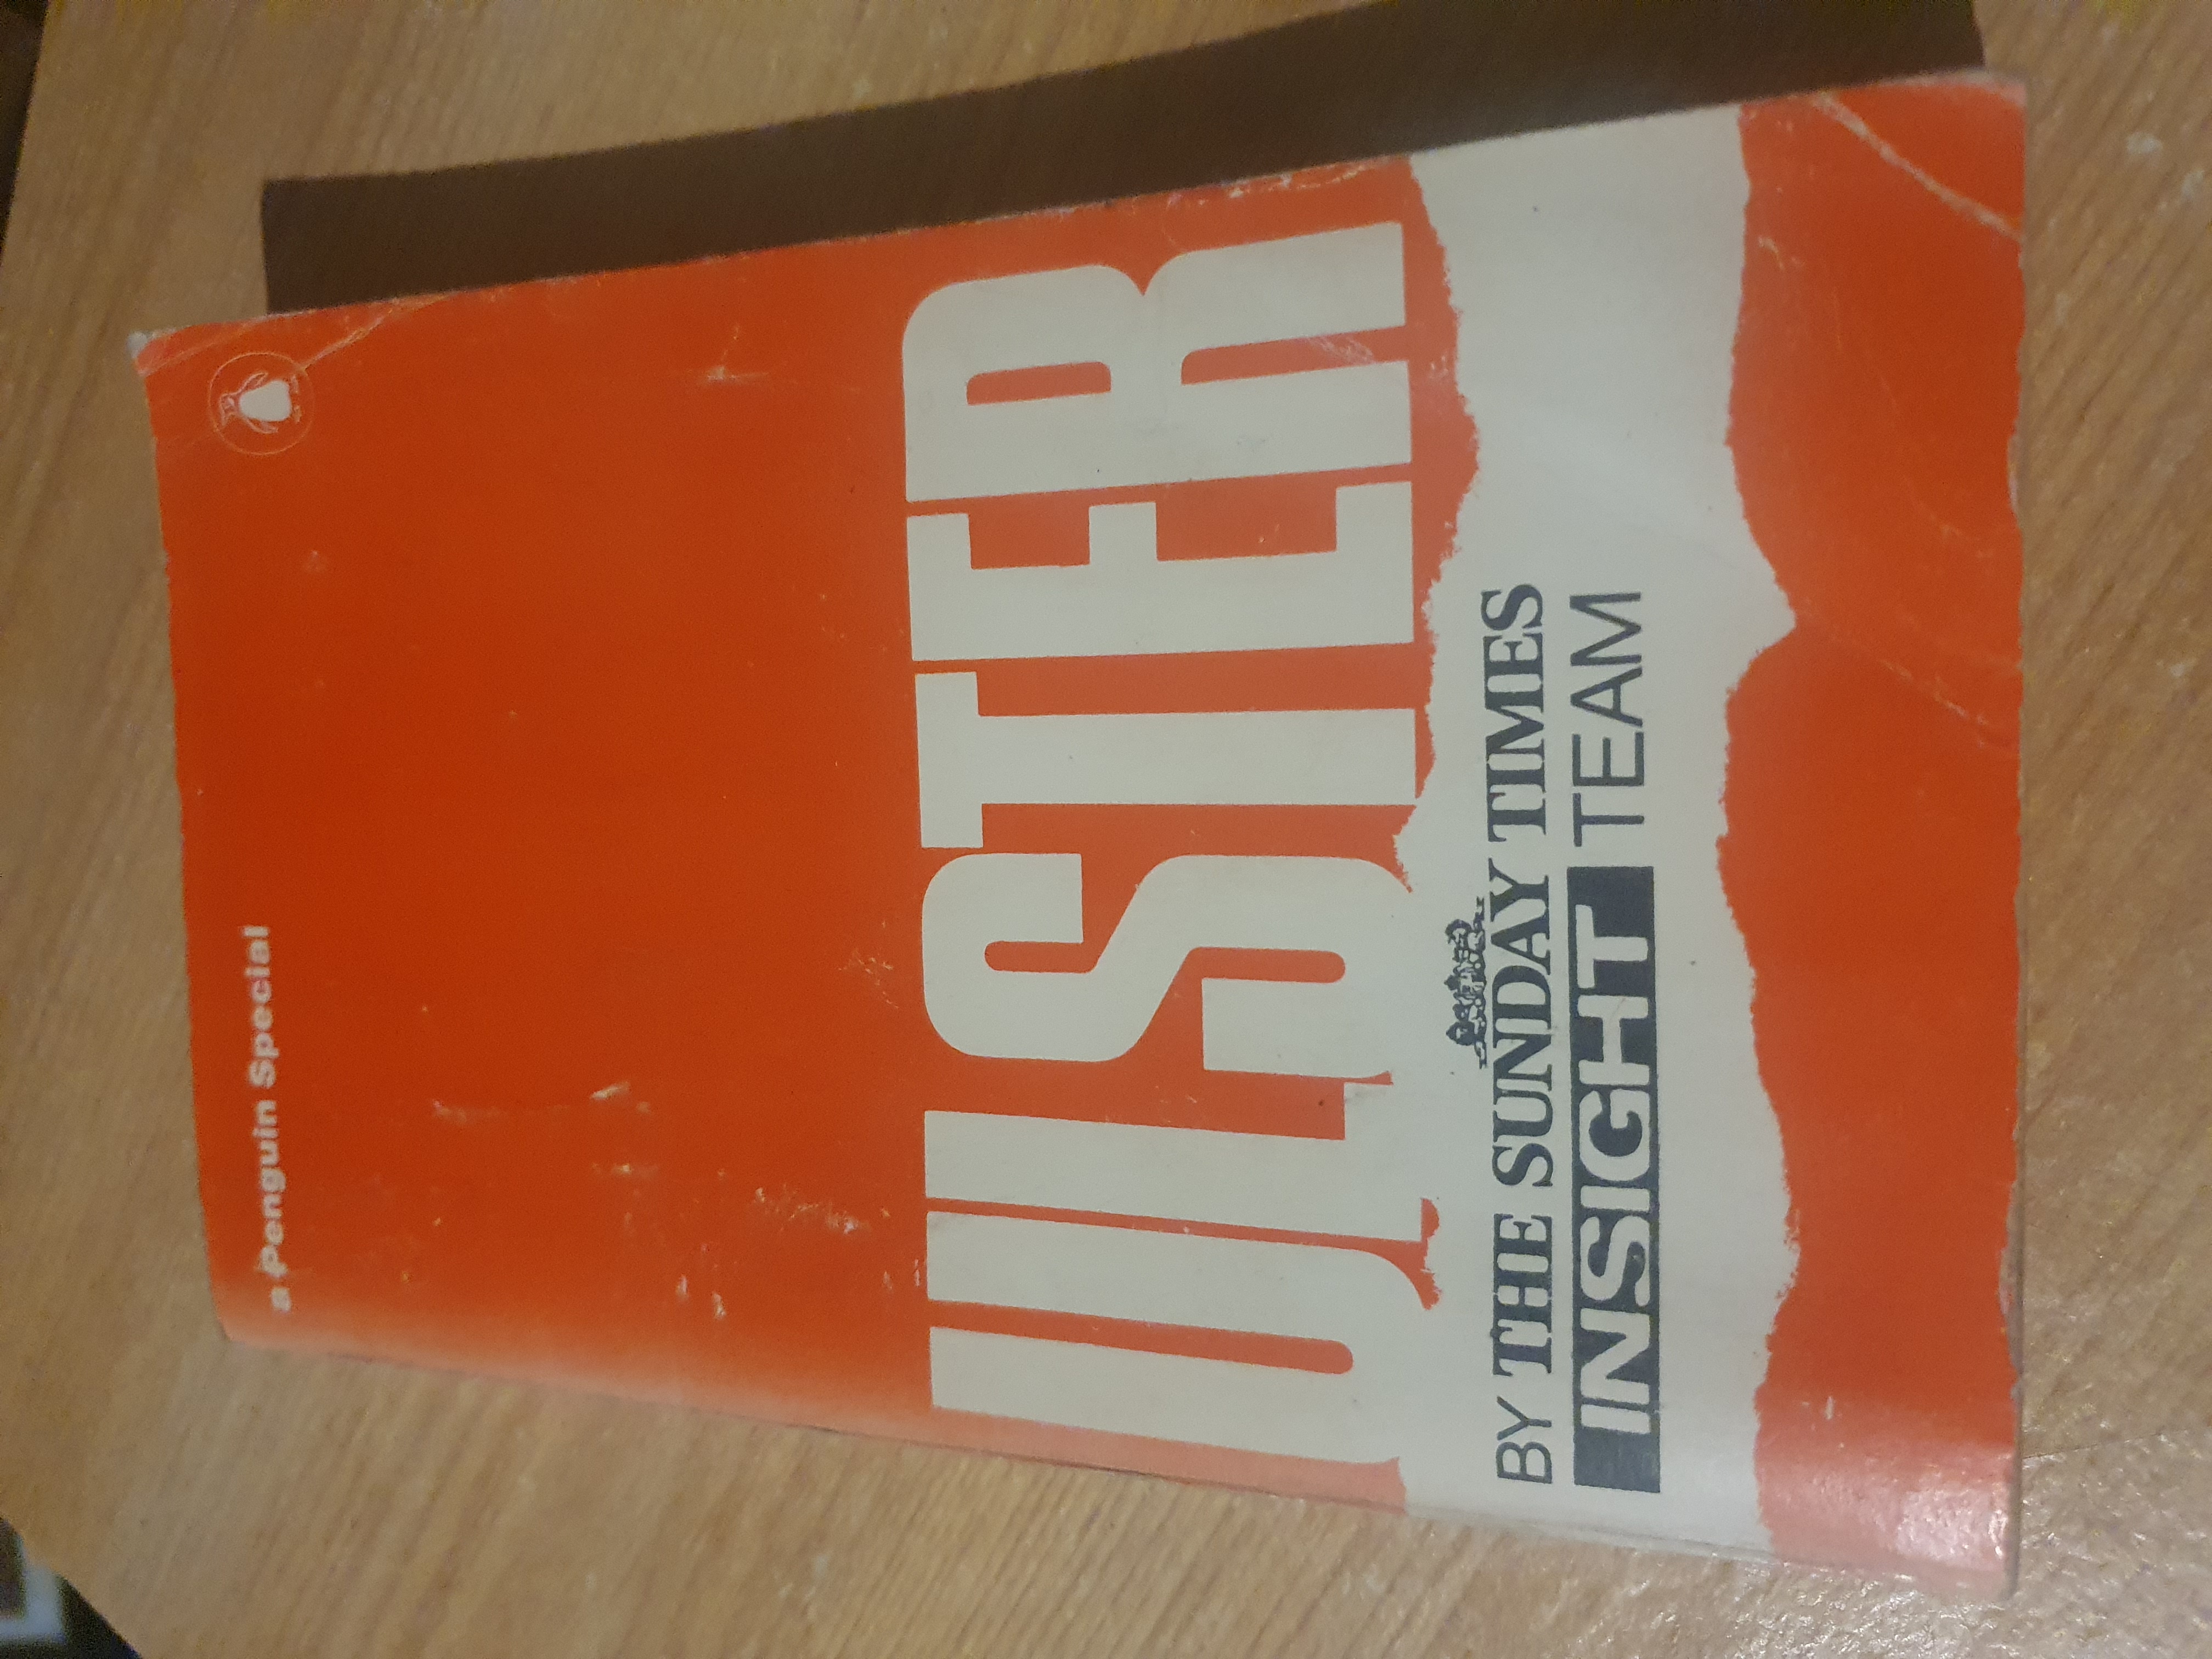 a Penguin Special
ULSTER
BY THE SUNDAY TIMES
INSIGHT TEAM